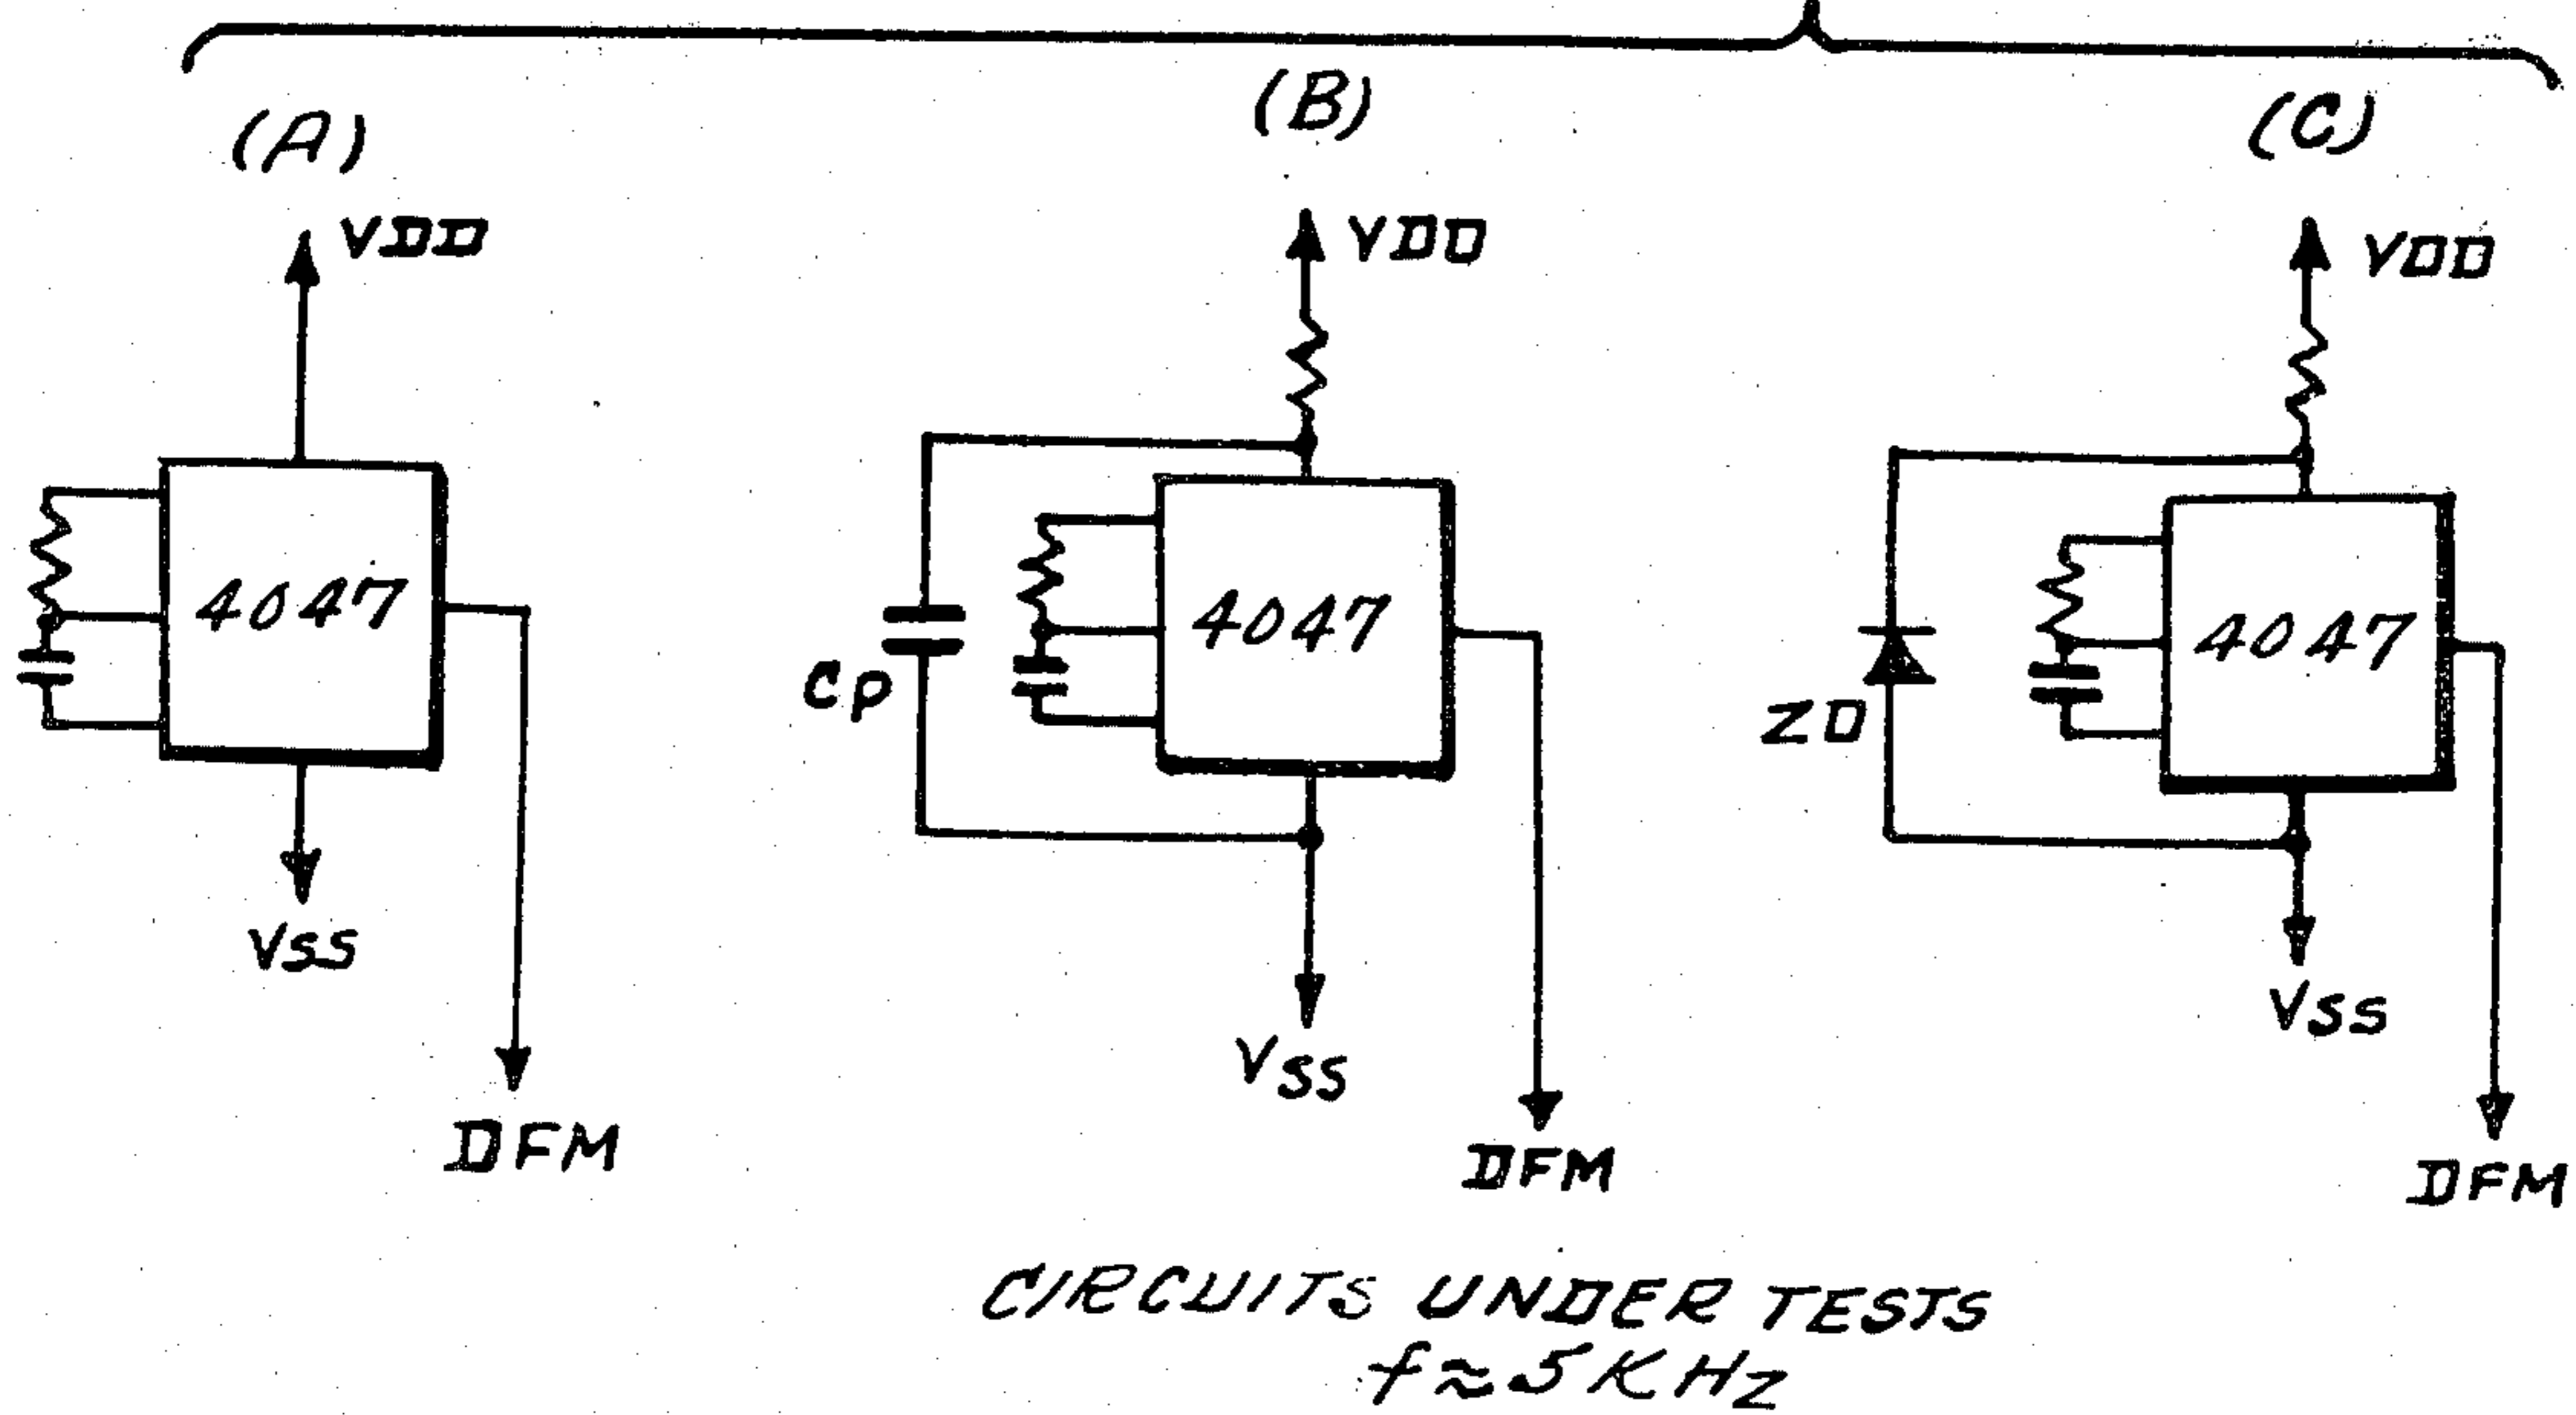 (A)
(B)
(C)
VDD
VDD
VDD
4047
4047
4047
CP
ZD
VSS
VSS
VSS
DFM
DFM
DFM
CIRCUITS UNDER TESTS
f≈5KHZ